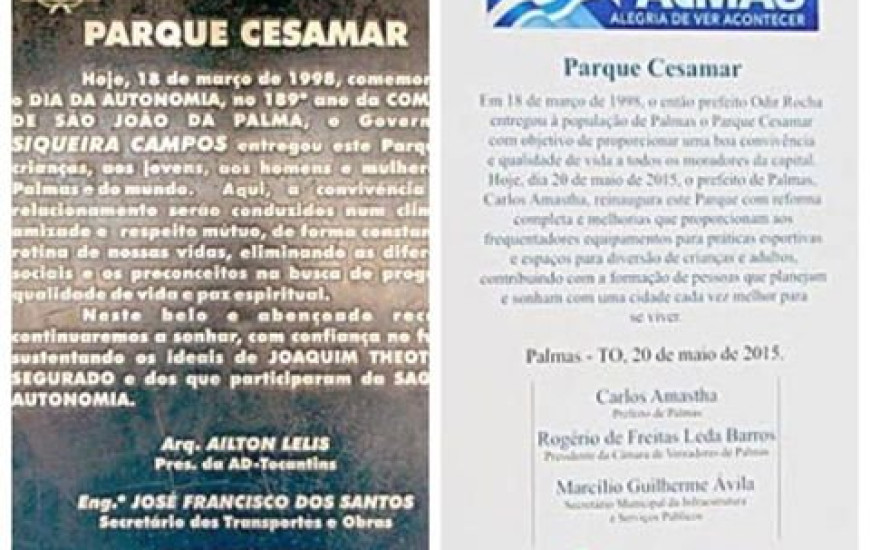 PARQUE CESAMAR
Hoje, 18 de março de 1998, comemor
o DIA DA AUTONOMIA, no 189º ano da COM
DE SÃO JOÃO DA PALMA, o Govern
SIQUEIRA CAMPOS entregou este Parqu
crianças, aos jovens, aos homens e mulher
Palmas e do mundo. Aqui, a convivência
relacionamento serão conduzidos num clim
amizade e respeito mútuo, de forma constan
rotina de nossas vidas, eliminando as difer
sociais e os preconceitos na busca do prog
qualidade de vida e paz espiritual.
Neste belo e abençoado rec
continuaremos a sonhar, com confiança no fu
sustentando os ideais de JOAQUIM THEOT
SEGURADO e dos que participaram da SAG
AUTONOMIA.
Arq. AILTON LELIS
Pres. da AD-Tocantins
Eng.º JOSÉ FRANCISCO DOS SANTOS
Secretário dos Transportes e Obras
PALMAS
ALEGRIA DE VER ACONTECER
Parque Cesamar
Em 18 de março de 1998, o então prefeito Odir Rocha
entregou à população de Palmas o Parque Cesamar
com objetivo de proporcionar uma boa convivência
e qualidade de vida a todos os moradores da capital.
Hoje, dia 20 de maio de 2015, o prefeito de Palmas,
Carlos Amastha, reinaugura este Parque com reforma
completa e melhorias que proporcionam aos
frequentadores equipamentos para práticas esportivas
e espaços para diversão de crianças e adultos,
contribuindo com a formação de pessoas que planejam
e sonham com uma cidade cada vez melhor para
se viver.
Palmas - TO, 20 de maio de 2015.
Carlos Amastha
Prefeito de Palmas
Rogério de Freitas Leda Barros
Presidente da Câmara de Vereadores de Palmas
Marcilio Guilherme Ávila
Secretário Municipal da Infraestrutura
e Serviços Públicos